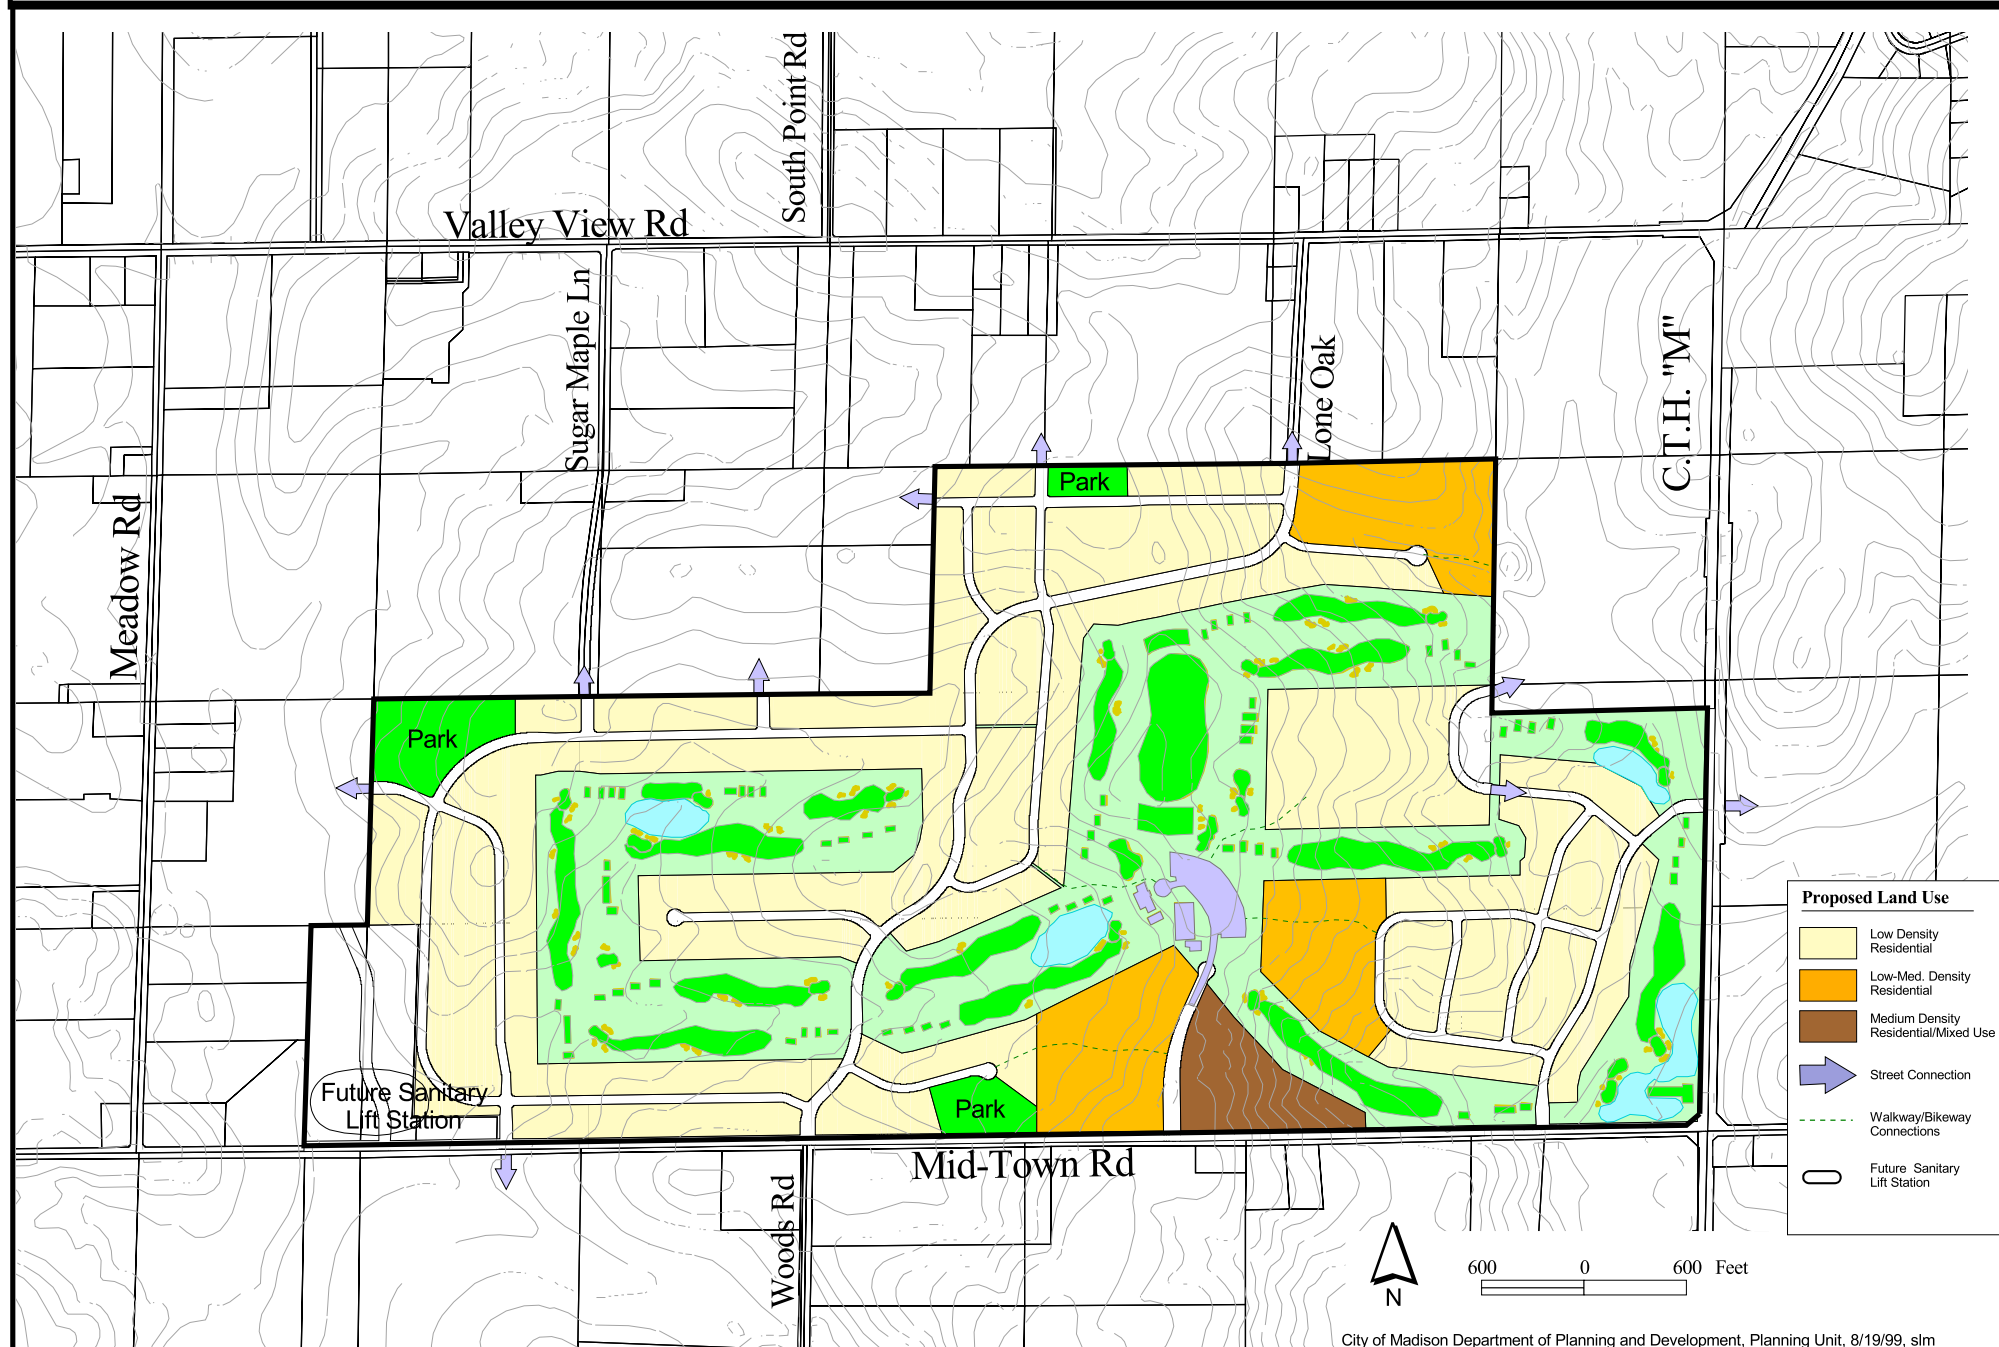 South Point Rd
Valley View Rd
Sugar Maple Ln
Lone Oak
C.T.H. "M"
Meadow Rd
Park
Park
Park
Future Sanitary
Lift Station
Mid-Town Rd
Woods Rd
Proposed Land Use
Low Density
Residential
Low-Med. Density
Residential
Medium Density
Residential/Mixed Use
Street Connection
Walkway/Bikeway
Connections
Future Sanitary
Lift Station
N
600 0 600 Feet
City of Madison Department of Planning and Development, Planning Unit, 8/19/99, slm